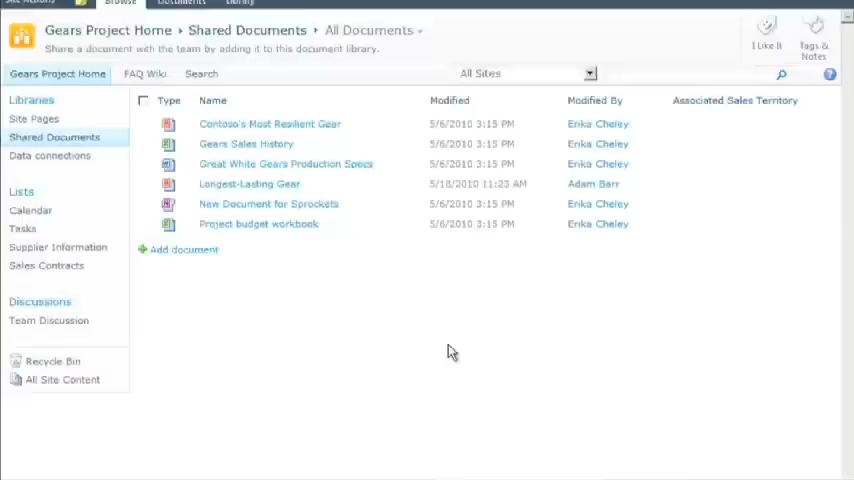 Site Actions Browse Documents Library
Gears Project Home › Shared Documents › All Documents
Share a document with the team by adding it to this document library.
I Like It
Tags & Notes
Gears Project Home FAQ Wiki Search All Sites
Libraries
Site Pages
Shared Documents
Data connections
Lists
Calendar
Tasks
Supplier Information
Sales Contracts
Discussions
Team Discussion
Recycle Bin
All Site Content
Type Name Modified Modified By Associated Sales Territory
Contoso's Most Resilient Gear 5/6/2010 3:15 PM Erika Cheley
Gears Sales History 5/6/2010 3:15 PM Erika Cheley
Great White Gears Production Specs 5/6/2010 3:15 PM Erika Cheley
Longest-Lasting Gear 5/18/2010 11:23 AM Adam Barr
New Document for Sprockets 5/6/2010 3:15 PM Erika Cheley
Project budget workbook 5/6/2010 3:15 PM Erika Cheley
Add document